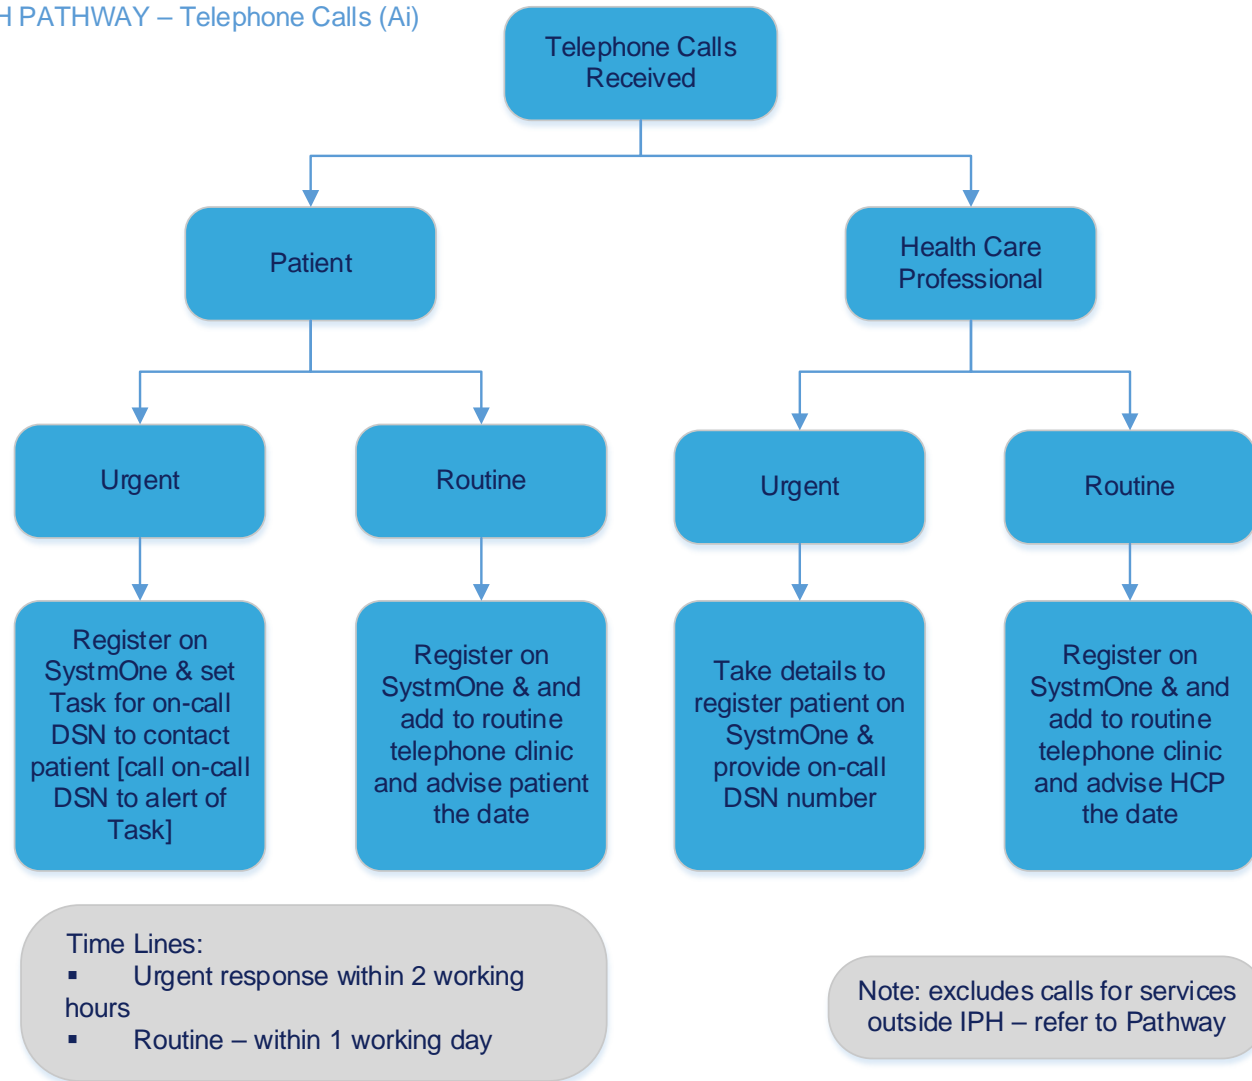 H PATHWAY – Telephone Calls (Ai)
Telephone Calls
Received
Patient
Health Care
Professional
Urgent
Routine
Urgent
Routine
Register on
SystmOne & set
Task for on-call
DSN to contact
patient [call on-call
DSN to alert of
Task]
Register on
SystmOne & and
add to routine
telephone clinic
and advise patient
the date
Take details to
register patient on
SystmOne &
provide on-call
DSN number
Register on
SystmOne & and
add to routine
telephone clinic
and advise HCP
the date
Time Lines:
▪ Urgent response within 2 working
hours
▪ Routine – within 1 working day
Note: excludes calls for services
outside IPH – refer to Pathway